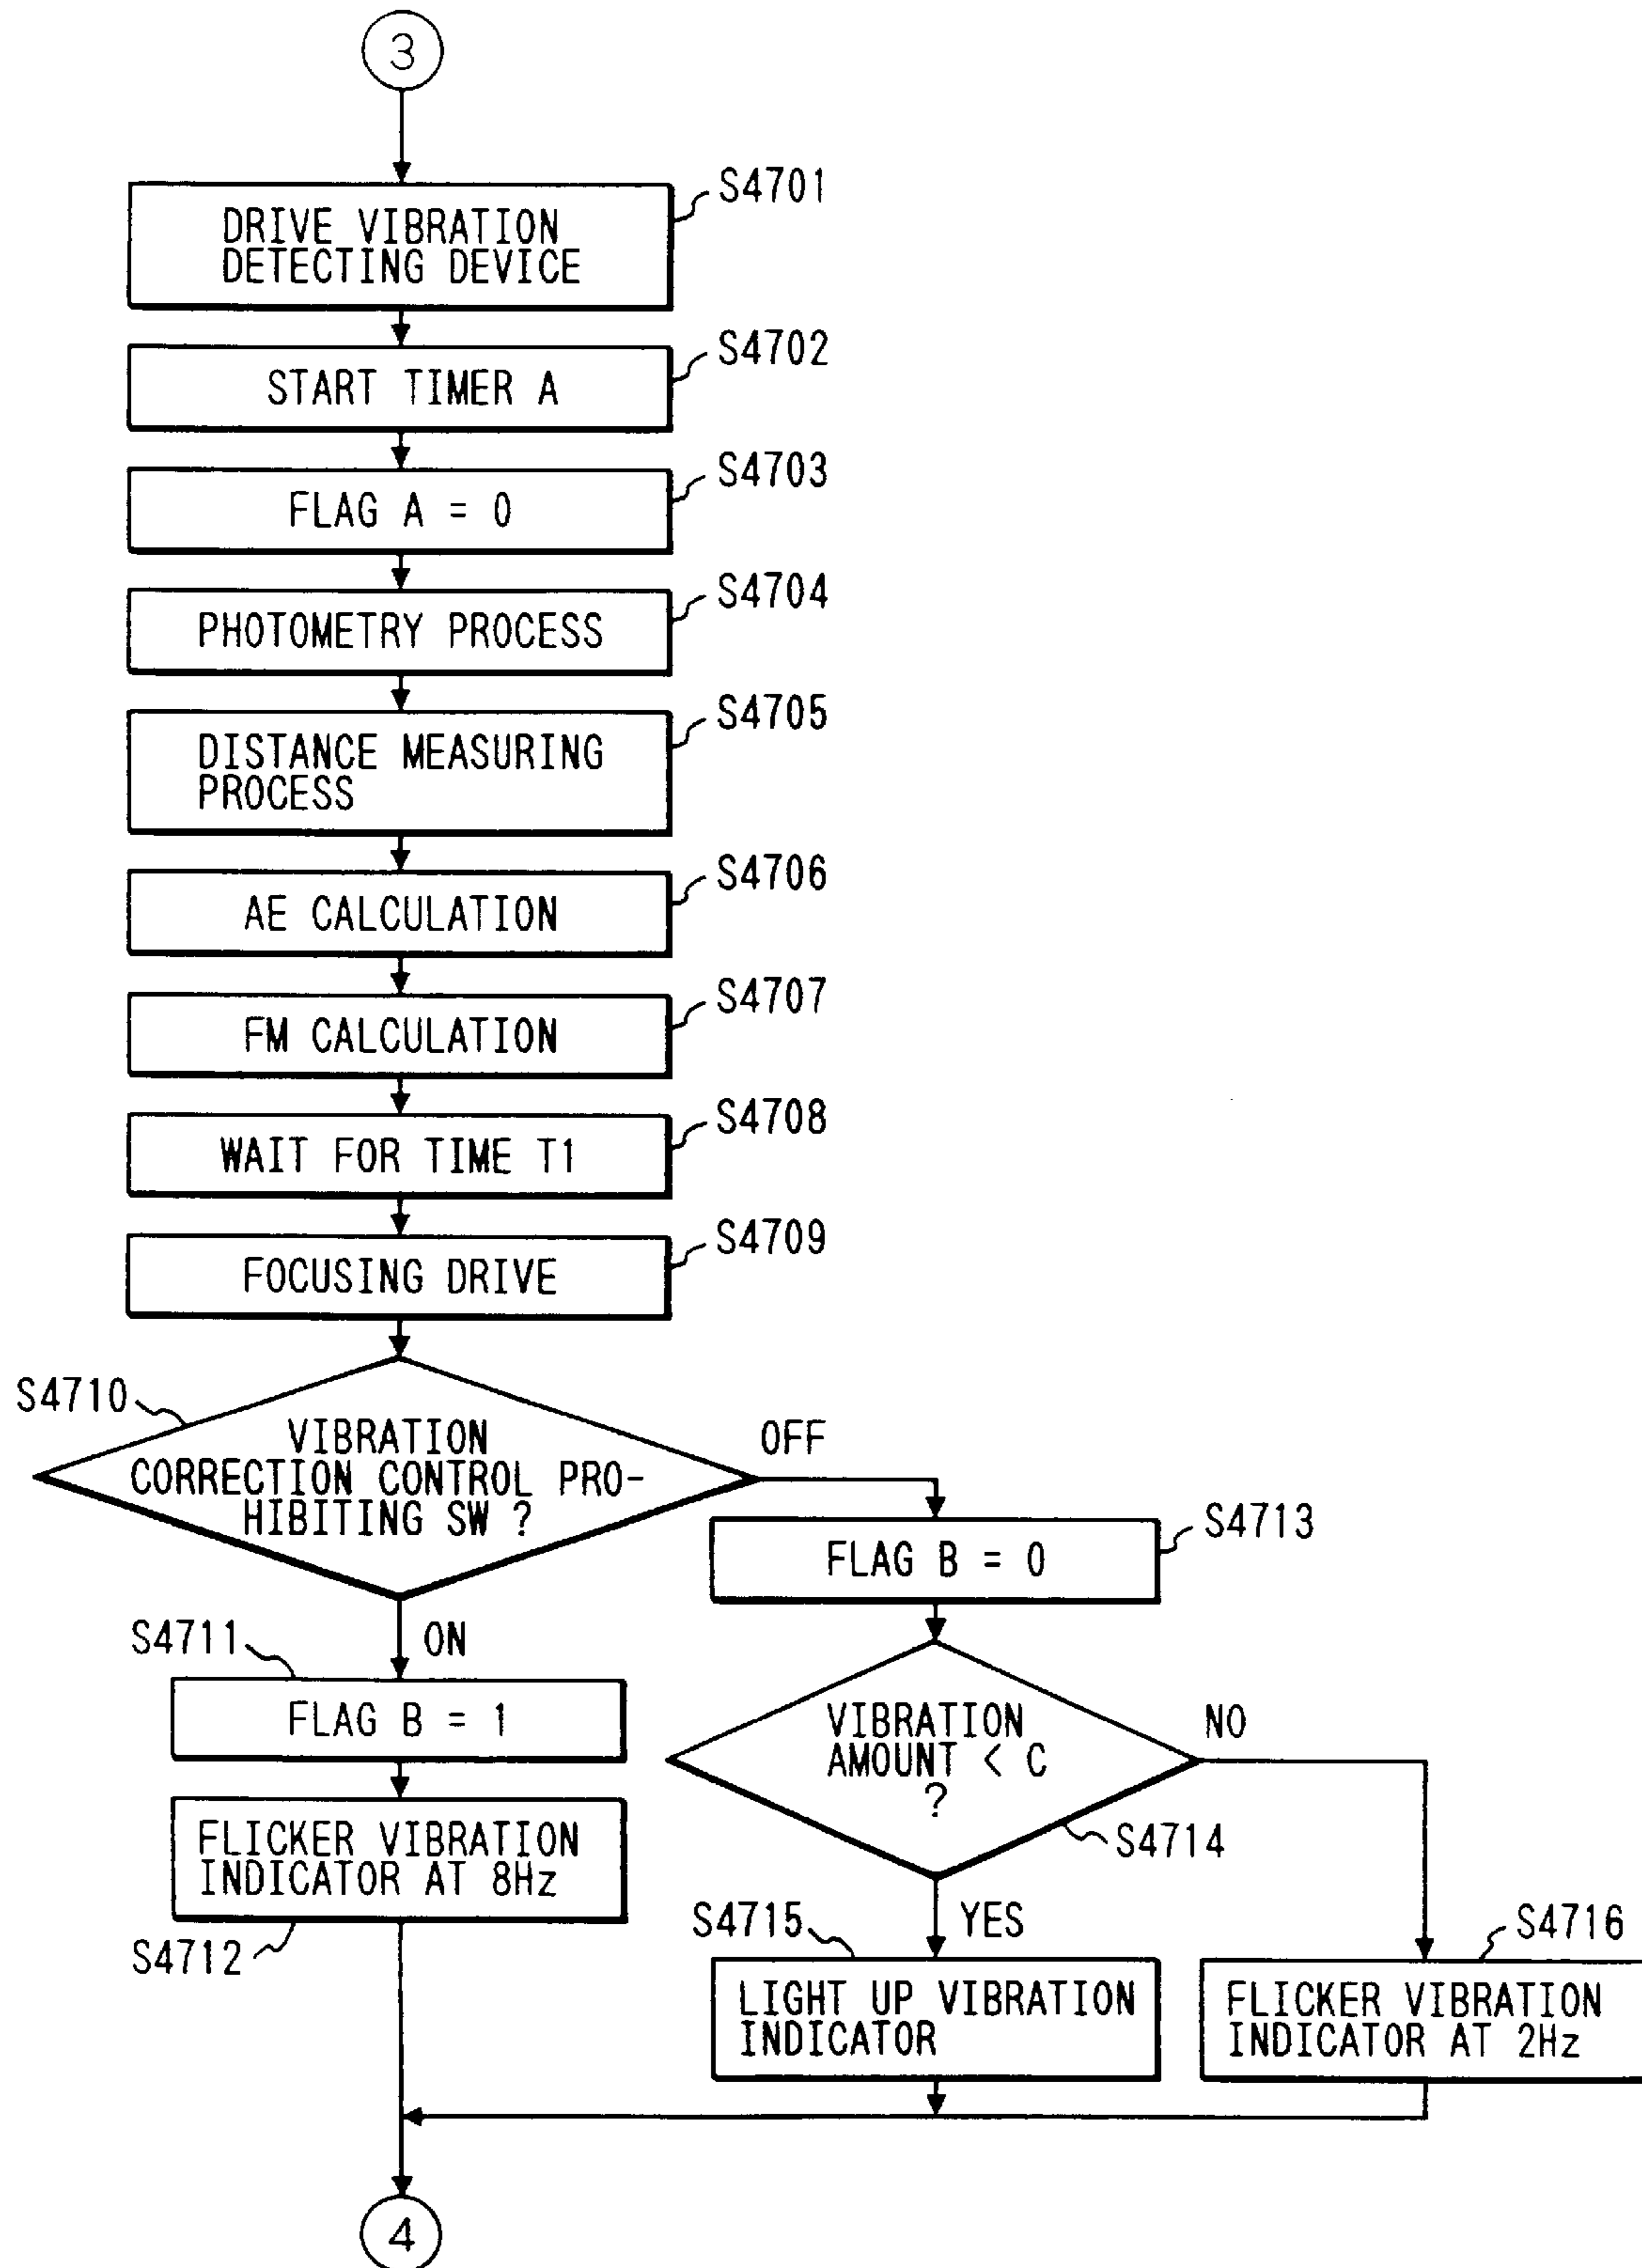 3
S4701
DRIVE VIBRATION
DETECTING DEVICE
S4702
START TIMER A
S4703
FLAG A = 0
S4704
PHOTOMETRY PROCESS
S4705
DISTANCE MEASURING
PROCESS
S4706
AE CALCULATION
S4707
FM CALCULATION
S4708
WAIT FOR TIME T1
S4709
FOCUSING DRIVE
S4710
VIBRATION
CORRECTION CONTROL PRO-
HIBITING SW ?
OFF
ON
S4711
FLAG B = 1
FLICKER VIBRATION
INDICATOR AT 8Hz
S4712
S4713
FLAG B = 0
VIBRATION
AMOUNT < C
?
NO
S4714
YES
S4715
LIGHT UP VIBRATION
INDICATOR
S4716
FLICKER VIBRATION
INDICATOR AT 2Hz
4